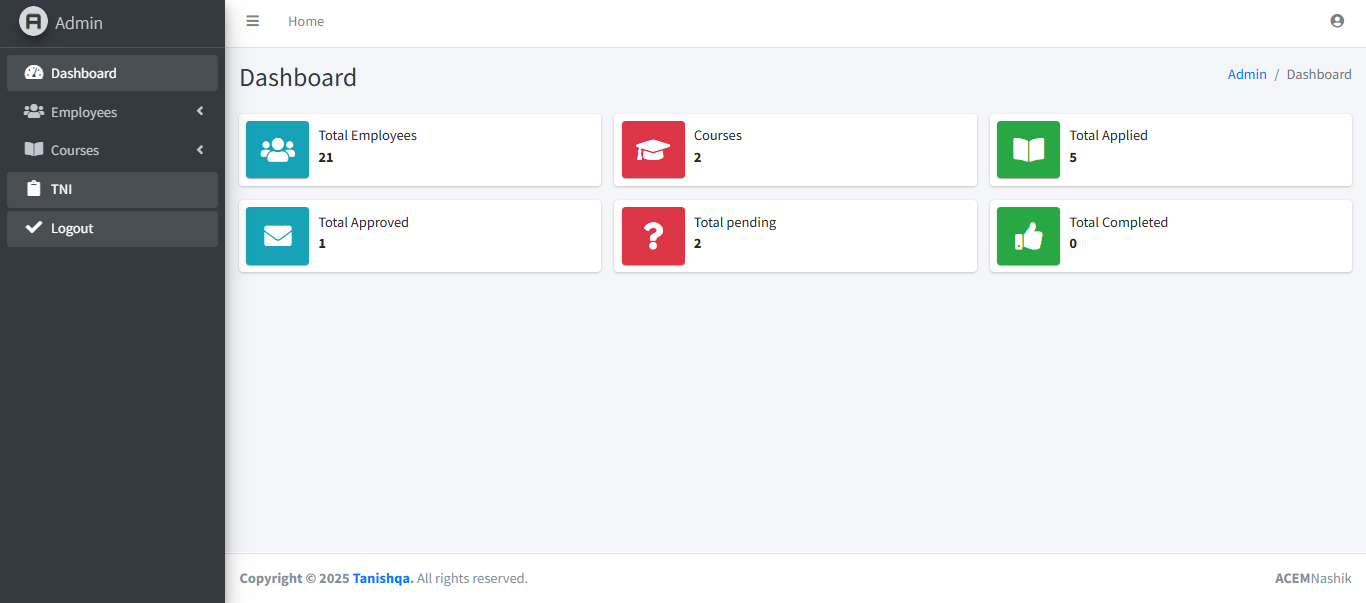 Admin
Home
Dashboard
Employees
Courses
TNI
Logout
Dashboard
Admin / Dashboard
Total Employees
21
Courses
2
Total Applied
5
Total Approved
1
Total pending
2
Total Completed
0
Copyright © 2025 Tanishqa. All rights reserved.
ACEMNashik